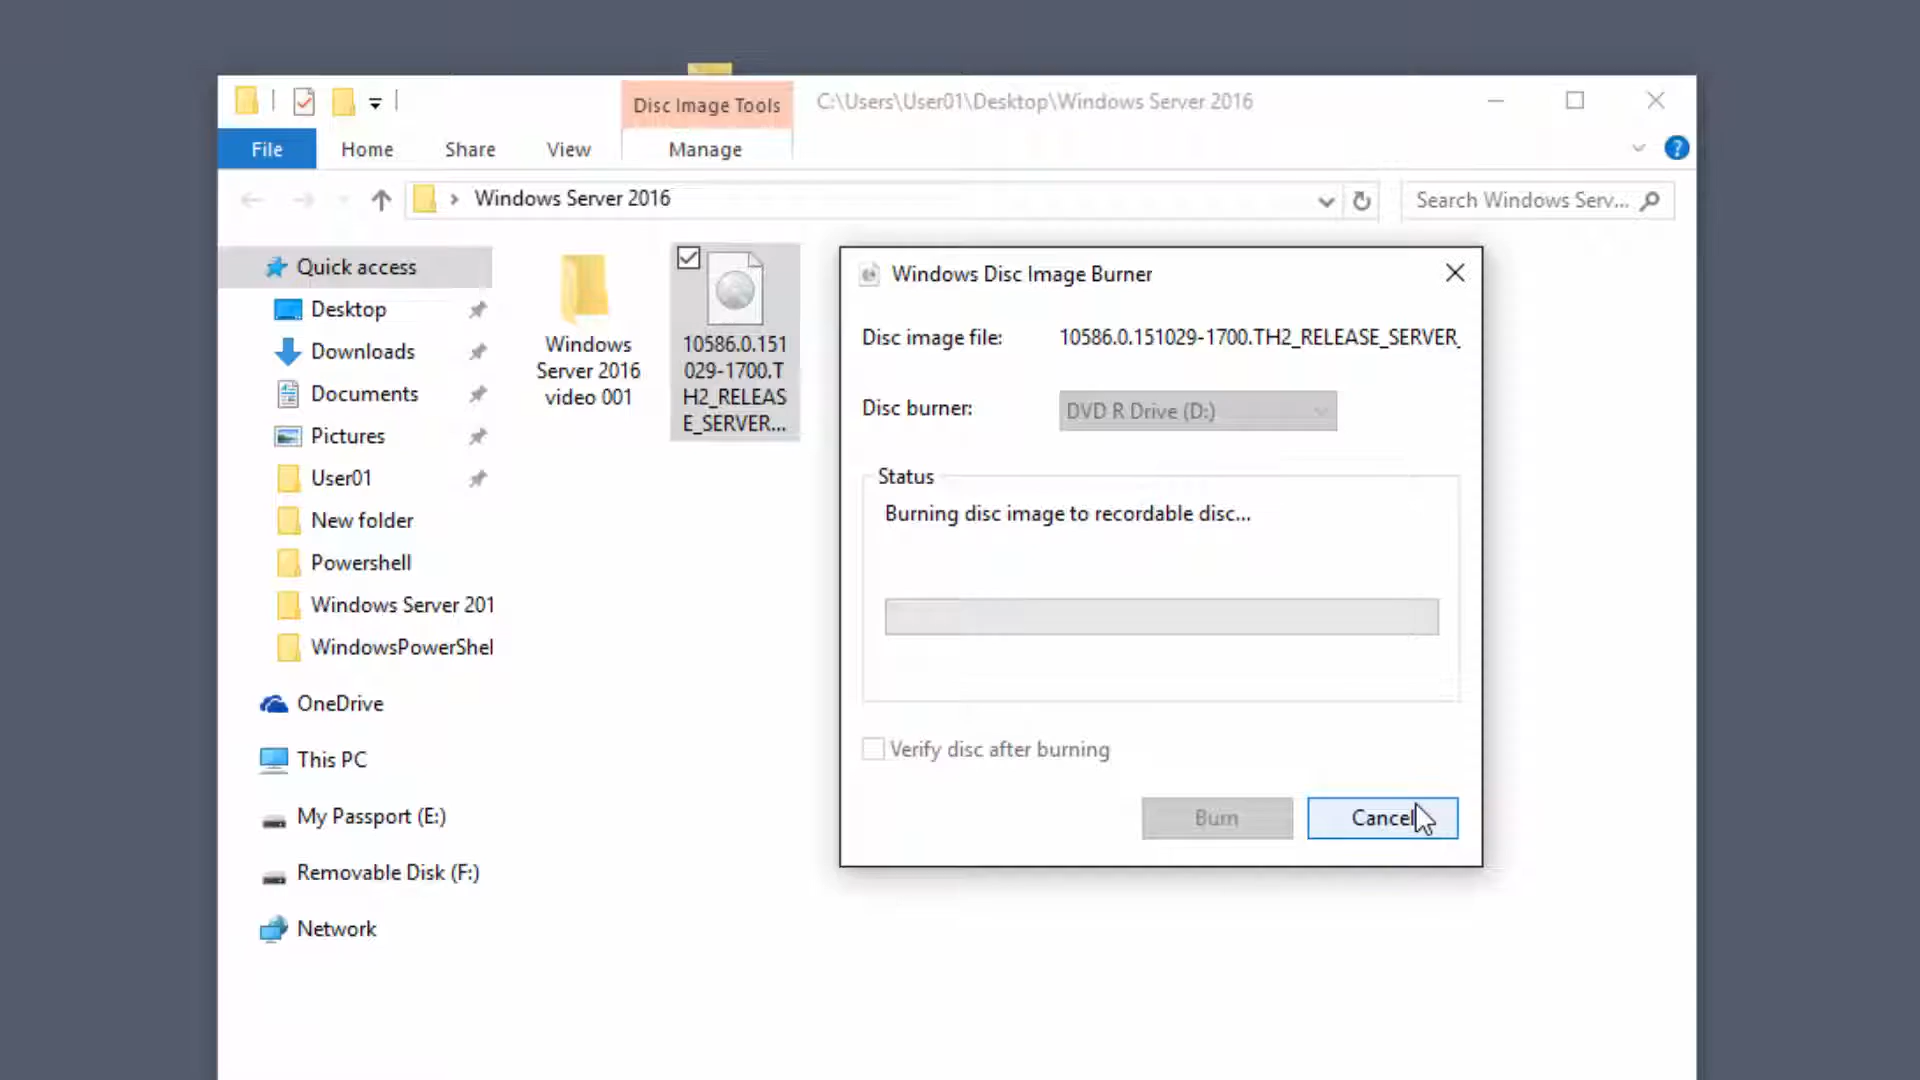 Disc Image Tools
C:\Users\User01\Desktop\Windows Server 2016
File
Home
Share
View
Manage
?
Windows Server 2016
Search Windows Serv...
Quick access
Desktop
Downloads
Documents
Pictures
User01
New folder
Powershell
Windows Server 201
WindowsPowerShel
OneDrive
This PC
My Passport (E:)
Removable Disk (F:)
Network
Windows
Server 2016
video 001
10586.0.151
029-1700.T
H2_RELEAS
E_SERVER...
Windows Disc Image Burner
Disc image file: 10586.0.151029-1700.TH2_RELEASE_SERVER_
Disc burner: DVD R Drive (D:)
Status
Burning disc image to recordable disc...
Verify disc after burning
Burn
Cancel